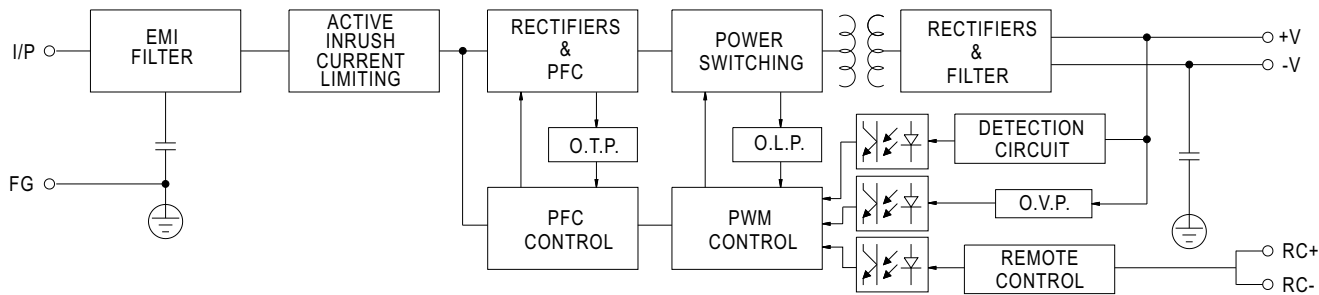 I/P
EMI
FILTER
ACTIVE
INRUSH
CURRENT
LIMITING
RECTIFIERS
&
PFC
POWER
SWITCHING
RECTIFIERS
&
FILTER
+V
-V
O.T.P.
O.L.P.
DETECTION
CIRCUIT
FG
PFC
CONTROL
PWM
CONTROL
O.V.P.
REMOTE
CONTROL
RC+
RC-